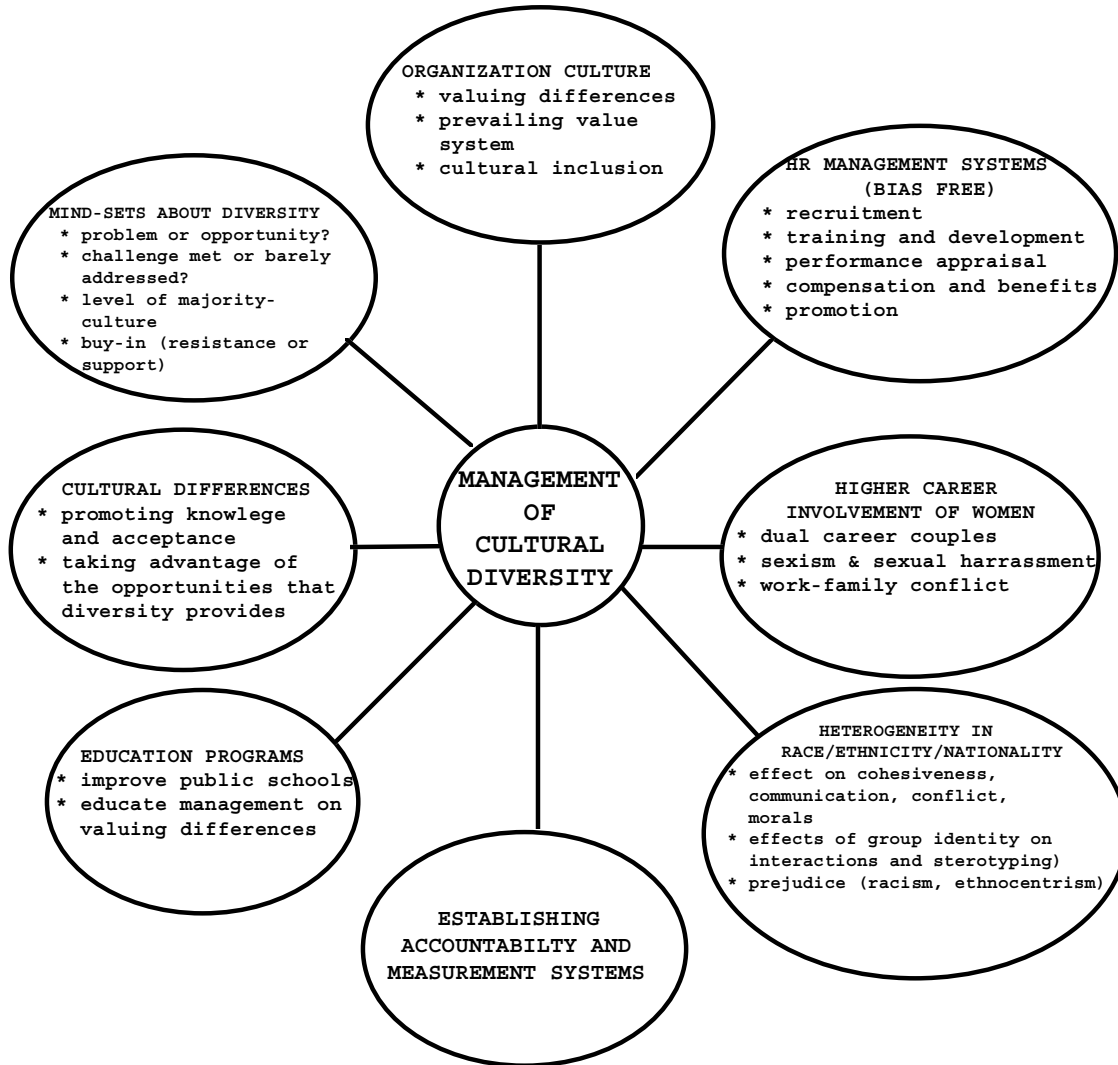 ORGANIZATION CULTURE
* valuing differences
* prevailing value
system
* cultural inclusion
HR MANAGEMENT SYSTEMS
(BIAS FREE)
* recruitment
* training and development
* performance appraisal
* compensation and benefits
* promotion
MIND-SETS ABOUT DIVERSITY
* problem or opportunity?
* challenge met or barely
addressed?
* level of majority-
culture
* buy-in (resistance or
support)
MANAGEMENT
OF
CULTURAL
DIVERSITY
CULTURAL DIFFERENCES
* promoting knowlege
and acceptance
* taking advantage of
the opportunities that
diversity provides
HIGHER CAREER
INVOLVEMENT OF WOMEN
* dual career couples
* sexism & sexual harrassment
* work-family conflict
EDUCATION PROGRAMS
* improve public schools
* educate management on
valuing differences
HETEROGENEITY IN
RACE/ETHNICITY/NATIONALITY
* effect on cohesiveness,
communication, conflict,
morals
* effects of group identity on
interactions and sterotyping)
* prejudice (racism, ethnocentrism)
ESTABLISHING
ACCOUNTABILTY AND
MEASUREMENT SYSTEMS